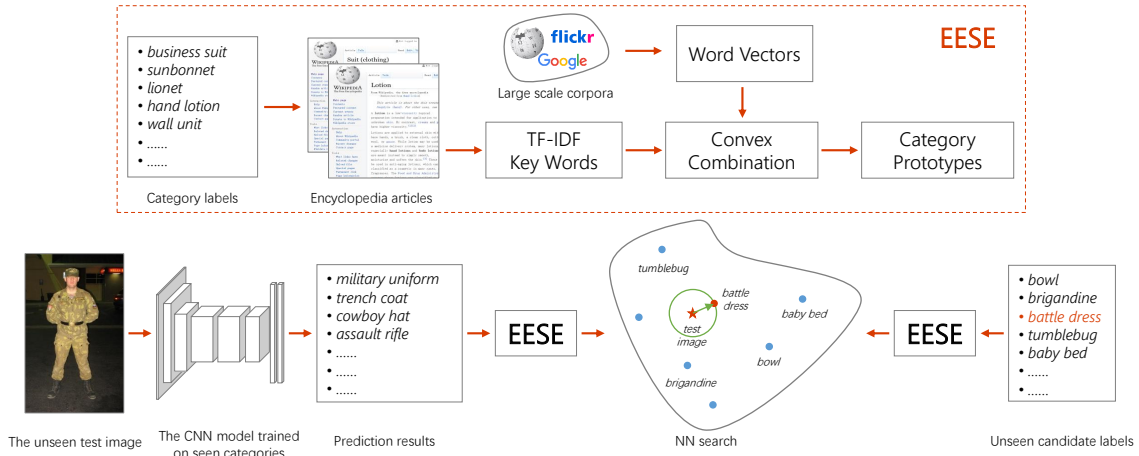 EESE
• business suit
• sunbonnet
• lionet
• hand lotion
• wall unit
• ......
• ......
Category labels
WIKIPEDIA
Suit (clothing)
WIKIPEDIA
Lotion
Encyclopedia articles
flickr
Google
Large scale corpora
Word Vectors
TF-IDF
Key Words
Convex
Combination
Category
Prototypes
The unseen test image
The CNN model trained
on seen categories
• military uniform
• trench coat
• cowboy hat
• assault rifle
• ......
• ......
• ......
Prediction results
EESE
tumblebug
battle
dress
test
image
baby bed
bowl
brigandine
NN search
EESE
• bowl
• brigandine
• battle dress
• tumblebug
• baby bed
• ......
• ......
Unseen candidate labels